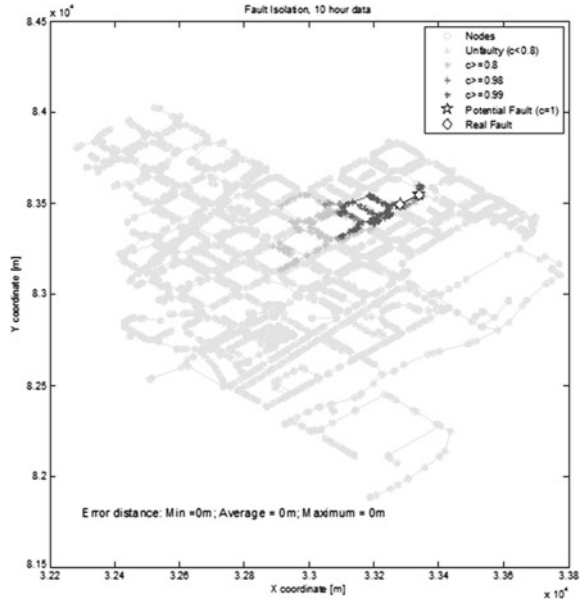 Fault Isolation, 10 hour data
x 10⁴
8.45
8.4
8.35
8.3
8.25
8.2
8.15
Y coordinate [m]
Nodes
Unfaulty (c<0.8)
c>=0.8
c>=0.98
c>=0.99
Potential Fault (c=1)
Real Fault
Error distance: Min =0m; Average = 0m; Maximum = 0m
3.22 3.24 3.26 3.28 3.3 3.32 3.33 3.34 3.36 3.38
X coordinate [m]
x 10⁴